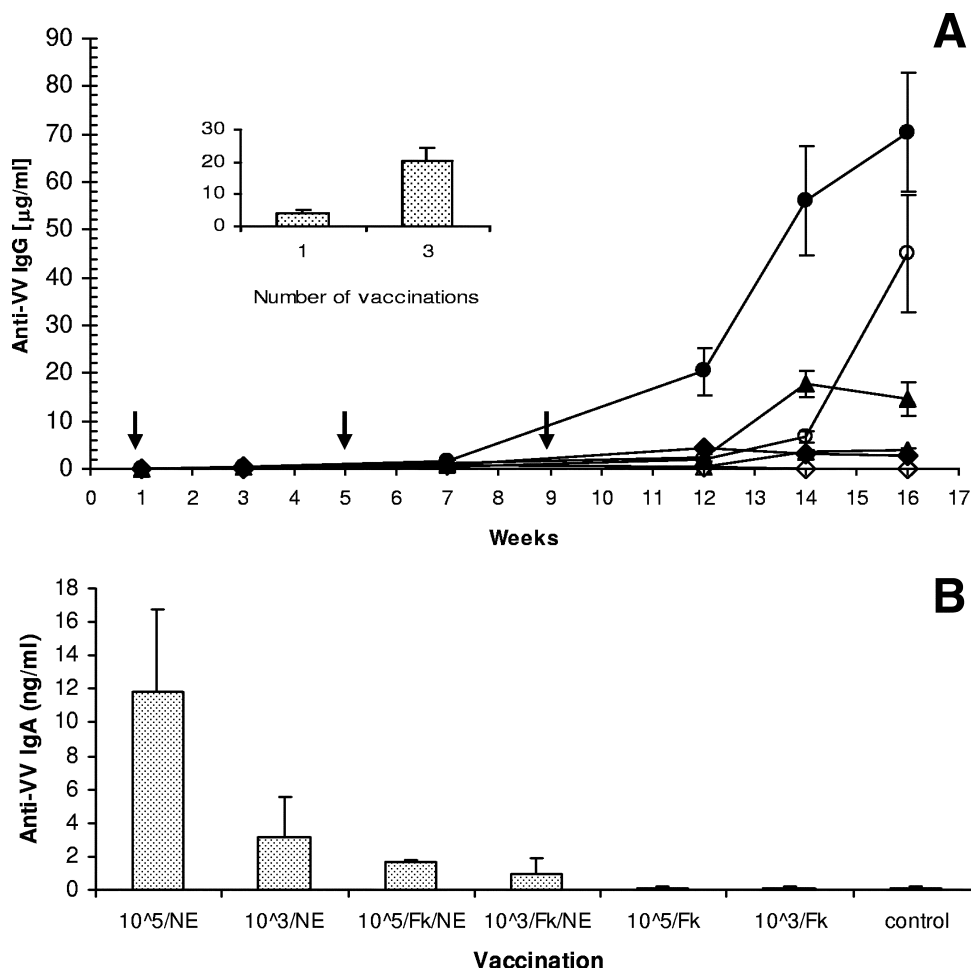 A
90
80
70
60
50
40
30
20
10
0
Anti-VV IgG [µg/ml]
30
20
10
0
1 3
Number of vaccinations
0 1 2 3 4 5 6 7 8 9 10 11 12 13 14 15 16 17
Weeks
B
18
16
14
12
10
8
6
4
2
0
Anti-VV IgA (ng/ml)
10^5/NE 10^3/NE 10^5/Fk/NE 10^3/Fk/NE 10^5/Fk 10^3/Fk control
Vaccination